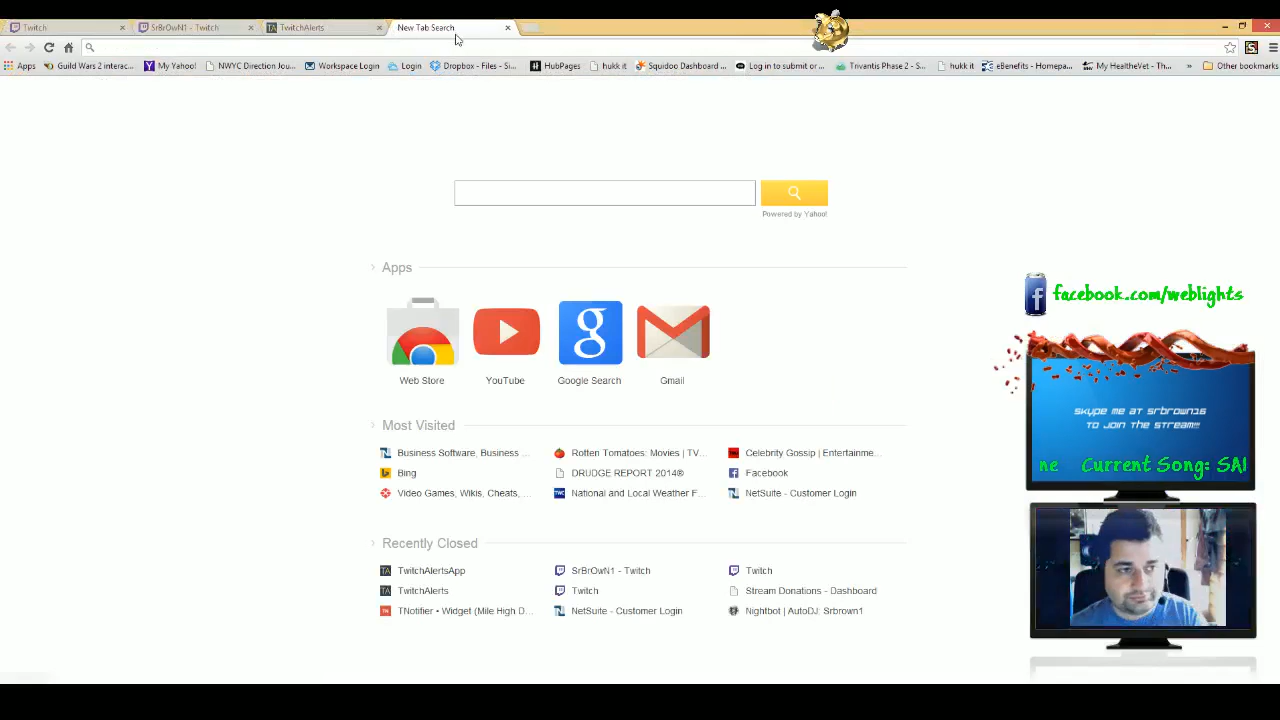 Twitch SrBrOwN1 - Twitch TwitchAlerts New Tab Search
Apps Guild Wars 2 interac... My Yahoo! NWYC Direction Jou... Workspace Login Login Dropbox - Files - Si... HubPages hukk it Squidoo Dashboard ... Log in to submit or ... Trivantis Phase 2 - S... hukk it eBenefits - Homepa... My HealtheVet - Th... » Other bookmarks
Powered by Yahoo!
Apps
Web Store YouTube Google Search Gmail
Most Visited
Business Software, Business ... Rotten Tomatoes: Movies | TV... Celebrity Gossip | Entertainme...
Bing DRUDGE REPORT 2014® Facebook
Video Games, Wikis, Cheats, ... National and Local Weather F... NetSuite - Customer Login
Recently Closed
TwitchAlertsApp SrBrOwN1 - Twitch Twitch
TwitchAlerts Twitch Stream Donations - Dashboard
TNotifier • Widget (Mile High D... NetSuite - Customer Login Nightbot | AutoDJ: Srbrown1
facebook.com/weblights
SKYPE ME AT SRBROWN16
TO JOIN THE STREAM!!!
ne Current Song: SAI